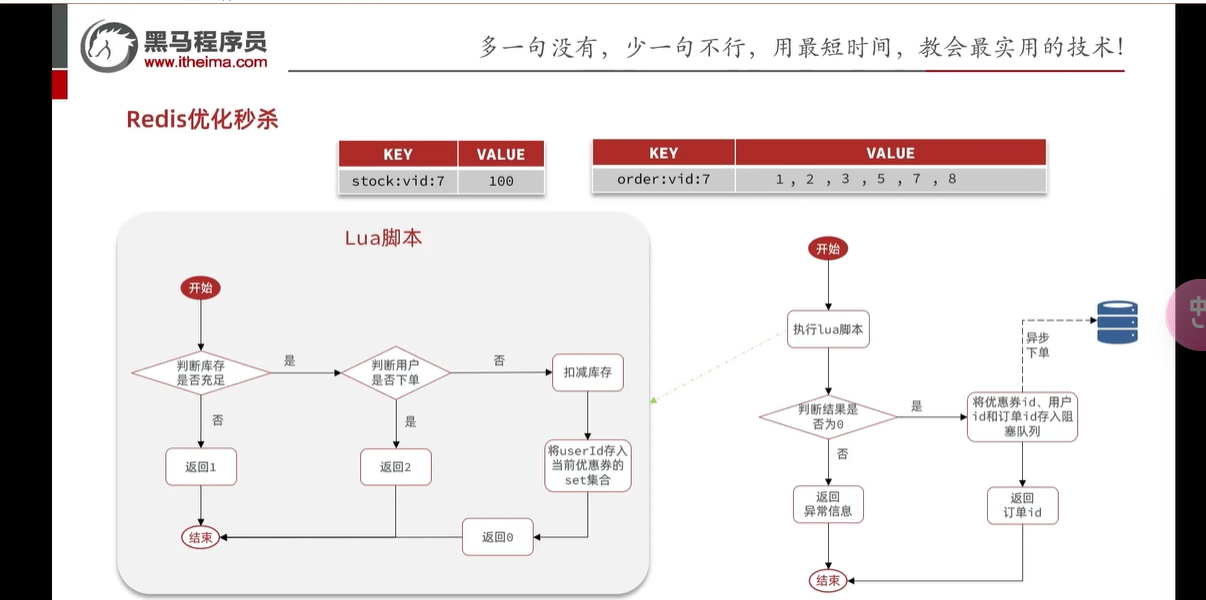 黑马程序员
www.itheima.com
多一句没有，少一句不行，用最短时间，教会最实用的技术！
Redis优化秒杀
KEY VALUE
stock:vid:7 100
KEY VALUE
order:vid:7 1 , 2 , 3 , 5 , 7 , 8
Lua脚本
开始
判断库存
是否充足
是
判断用户
是否下单
否
扣减库存
否
是
返回1
返回2
将userId存入
当前优惠券的
set集合
结束
返回0
开始
执行lua脚本
异步
下单
判断结果是
否为0
是
将优惠券id、用户
id和订单id存入阻
塞队列
否
返回
异常信息
返回
订单id
结束
中